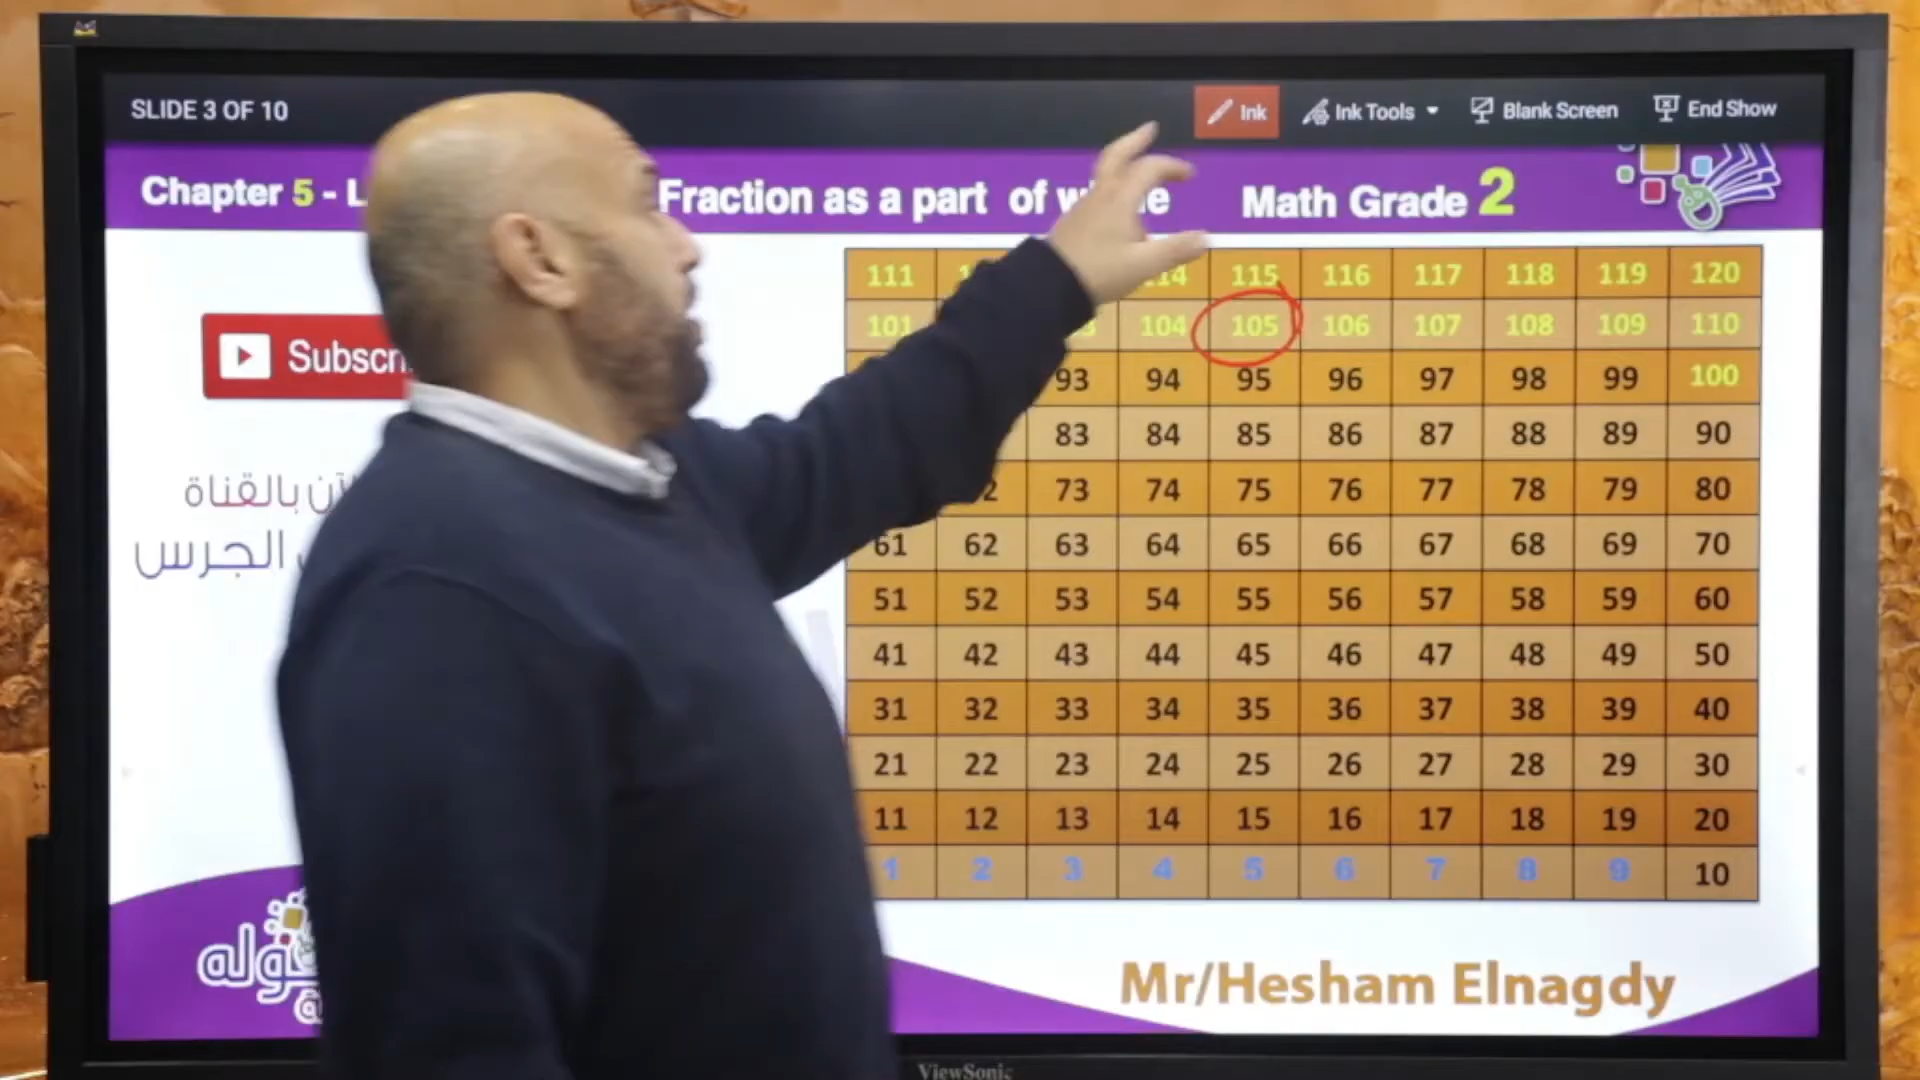 SLIDE 3 OF 10
Ink
Ink Tools
Blank Screen
End Show
Chapter 5 -
Fraction as a part of
Math Grade 2
111 115 116 117 118 119 120
101 104 105 106 107 108 109 110
93 94 95 96 97 98 99 100
83 84 85 86 87 88 89 90
73 74 75 76 77 78 79 80
61 62 63 64 65 66 67 68 69 70
51 52 53 54 55 56 57 58 59 60
41 42 43 44 45 46 47 48 49 50
31 32 33 34 35 36 37 38 39 40
21 22 23 24 25 26 27 28 29 30
11 12 13 14 15 16 17 18 19 20
1 2 3 4 5 6 7 8 9 10
بالقناة
الجرس
Mr/Hesham Elnagdy
ViewSonic